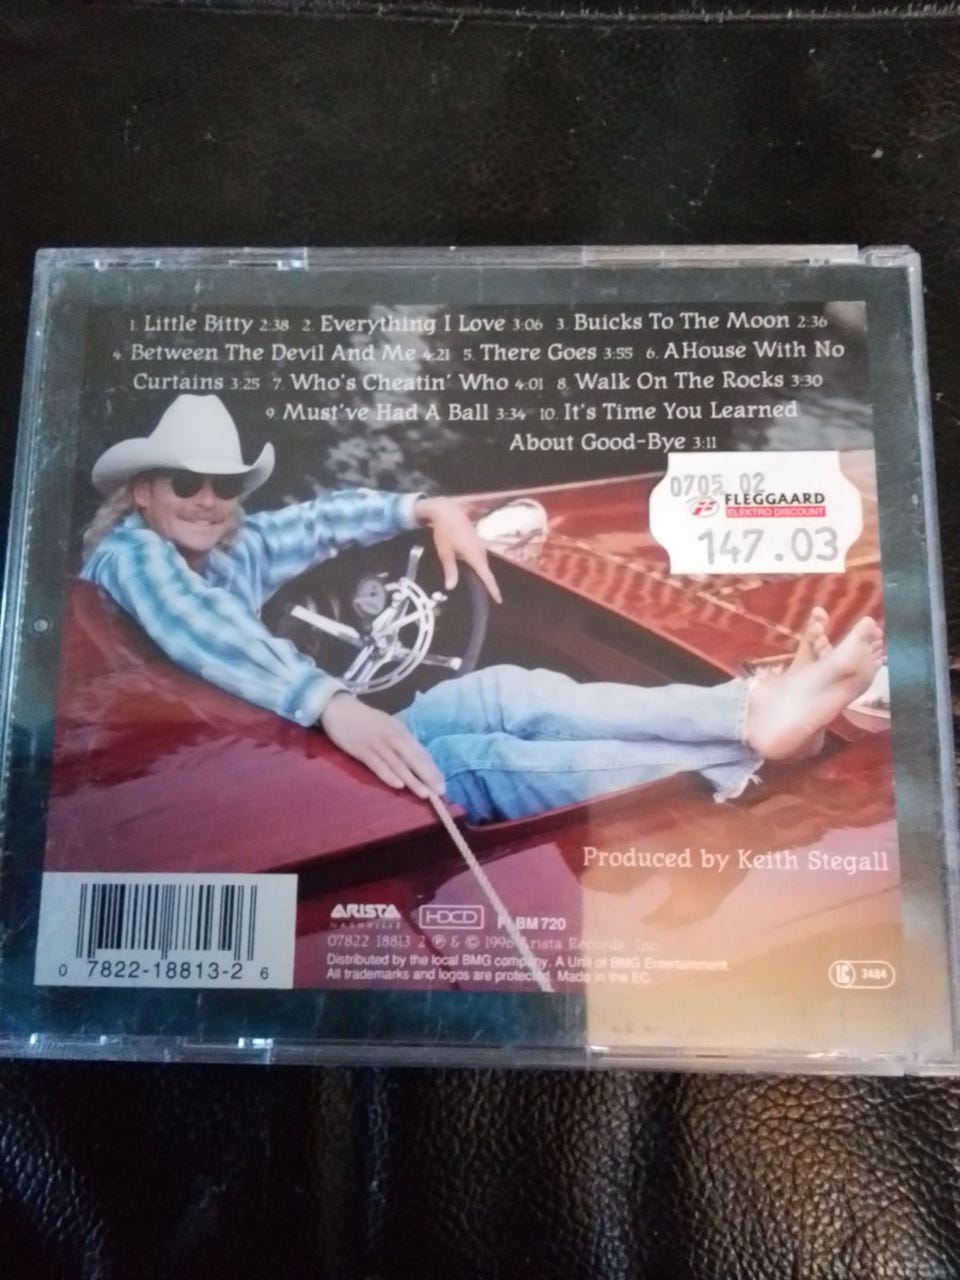 1. Little Bitty 2:38 2. Everything I Love 3:06 3. Buicks To The Moon 2:36
4. Between The Devil And Me 4:21 5. There Goes 3:55 6. A House With No
Curtains 3:25 7. Who's Cheatin' Who 4:01 8. Walk On The Rocks 3:30
9. Must've Had A Ball 3:34 10. It's Time You Learned
About Good-Bye 3:11
0705 02
FLEGGAARD
ELEKTRO DISCOUNT
147.03
Produced by Keith Stegall
ARISTA HDCD BM 720
NASHVILLE
07822 18813 2 ℗ & © 1996 Arista Records, Inc.
Distributed by the local BMG company. A Unit of BMG Entertainment.
All trademarks and logos are protected. Made in the EC.
LC 3484
0 7822-18813-2 6